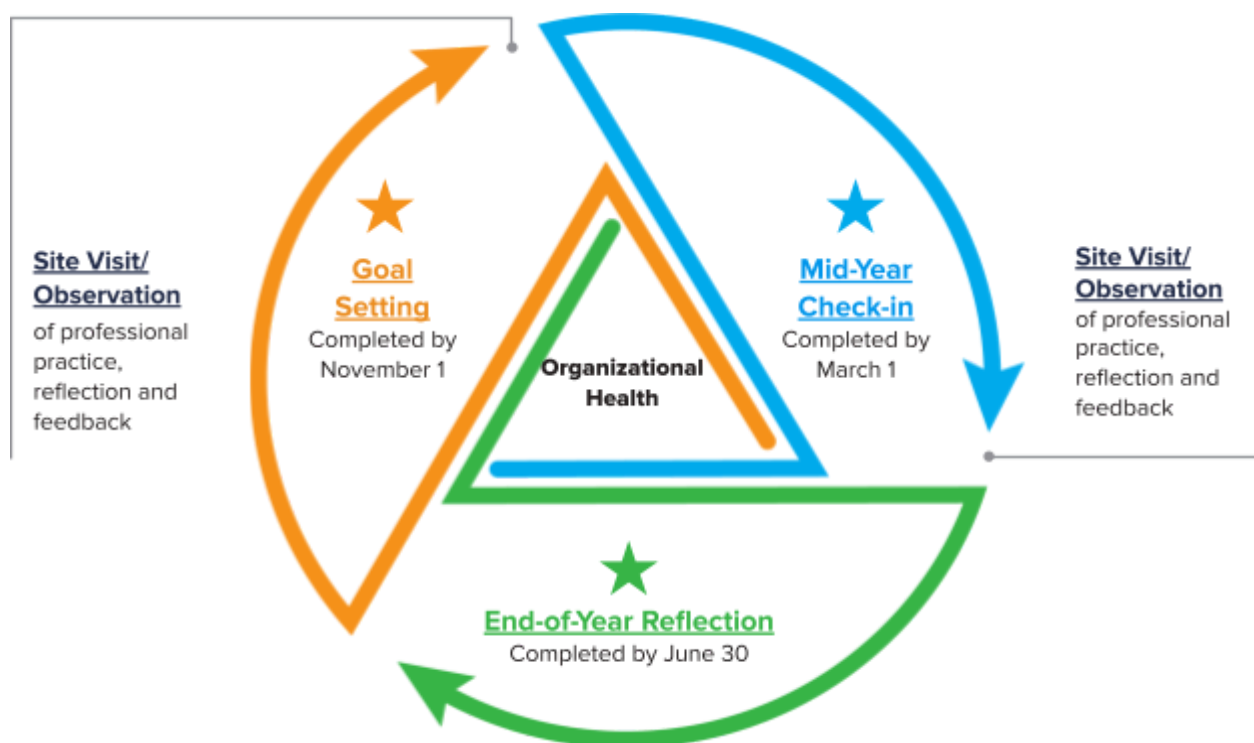 Site Visit/
Observation
of professional
practice,
reflection and
feedback
Goal
Setting
Completed by
November 1
Organizational
Health
Mid-Year
Check-in
Completed by
March 1
Site Visit/
Observation
of professional
practice,
reflection and
feedback
End-of-Year Reflection
Completed by June 30